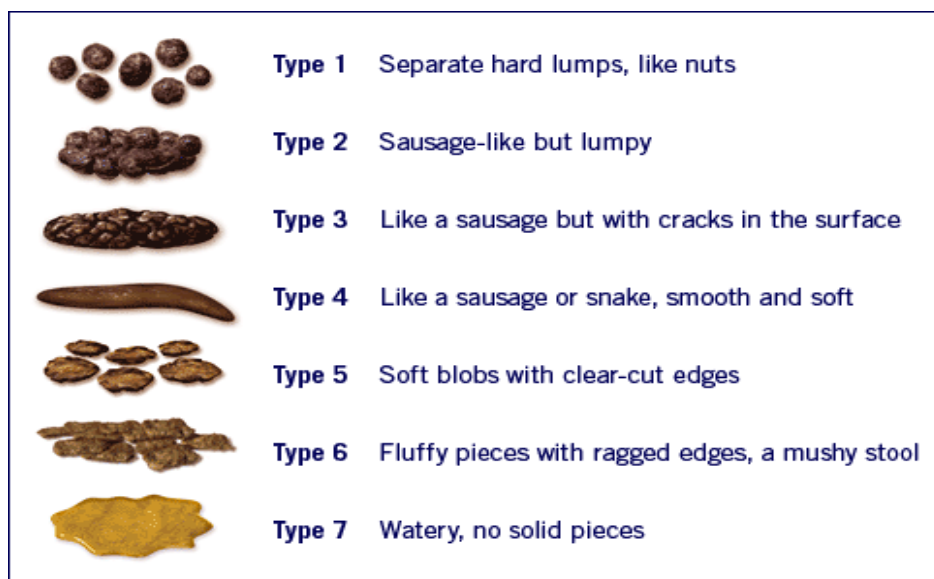 Type 1 Separate hard lumps, like nuts
Type 2 Sausage-like but lumpy
Type 3 Like a sausage but with cracks in the surface
Type 4 Like a sausage or snake, smooth and soft
Type 5 Soft blobs with clear-cut edges
Type 6 Fluffy pieces with ragged edges, a mushy stool
Type 7 Watery, no solid pieces